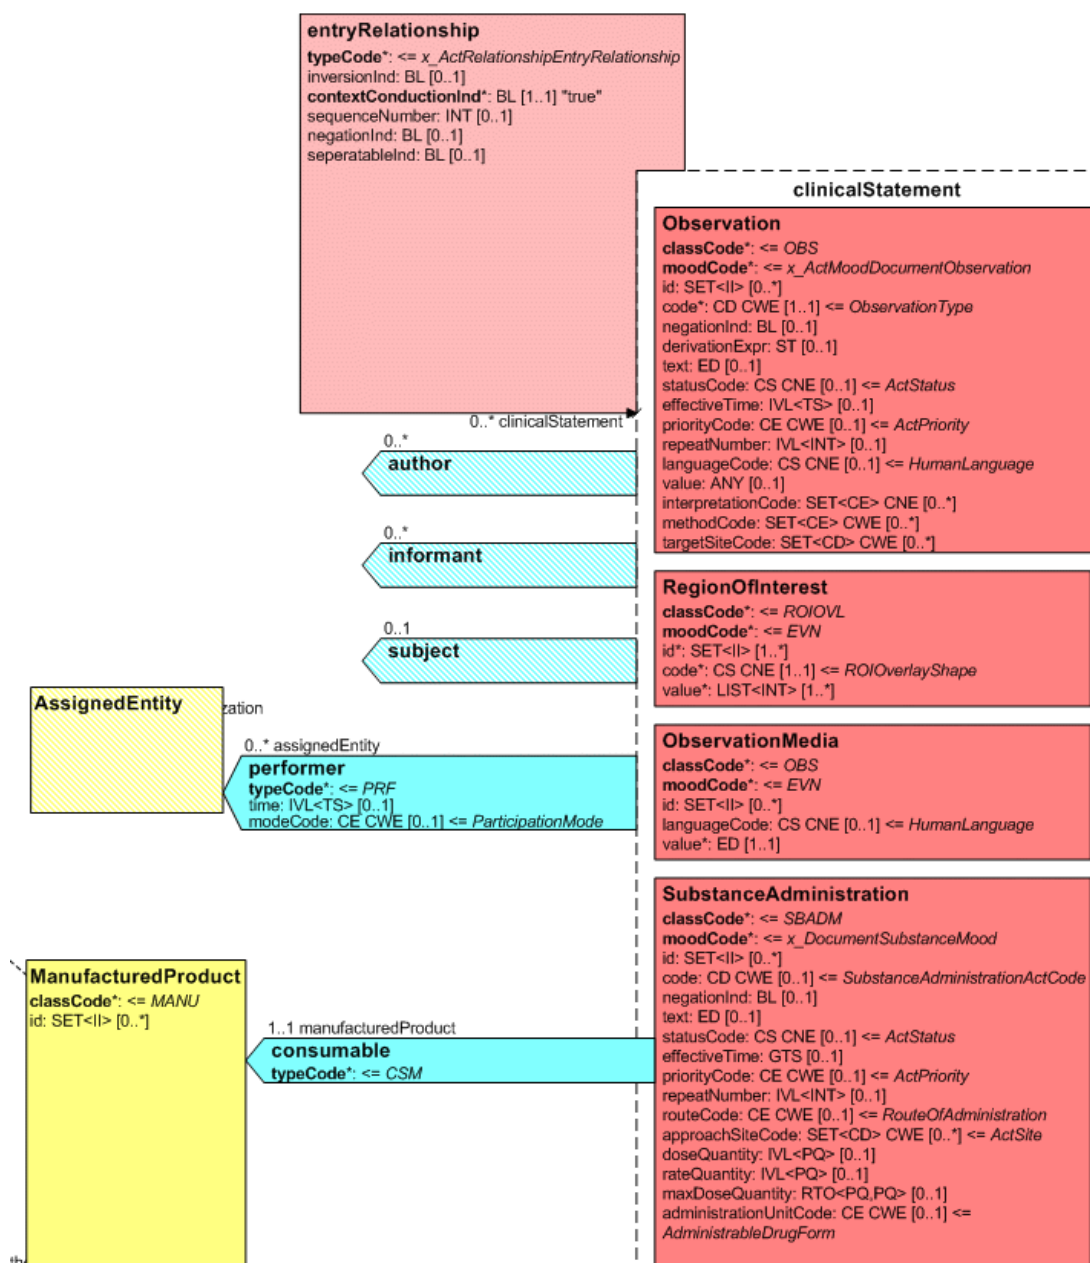 entryRelationship
typeCode*: <= x_ActRelationshipEntryRelationship
inversionInd: BL [0..1]
contextConductionInd*: BL [1..1] "true"
sequenceNumber: INT [0..1]
negationInd: BL [0..1]
seperatableInd: BL [0..1]
clinicalStatement
Observation
classCode*: <= OBS
moodCode*: <= x_ActMoodDocumentObservation
id: SET<II> [0..*]
code*: CD CWE [1..1] <= ObservationType
negationInd: BL [0..1]
derivationExpr: ST [0..1]
text: ED [0..1]
statusCode: CS CNE [0..1] <= ActStatus
effectiveTime: IVL<TS> [0..1]
priorityCode: CE CWE [0..1] <= ActPriority
repeatNumber: IVL<INT> [0..1]
languageCode: CS CNE [0..1] <= HumanLanguage
value: ANY [0..1]
interpretationCode: SET<CE> CNE [0..*]
methodCode: SET<CE> CWE [0..*]
targetSiteCode: SET<CD> CWE [0..*]
0..* clinicalStatement
0..*
author
0..*
informant
0..1
subject
RegionOfInterest
classCode*: <= ROIOVL
moodCode*: <= EVN
id*: SET<II> [1..*]
code*: CS CNE [1..1] <= ROIOverlayShape
value*: LIST<INT> [1..*]
AssignedEntity
zation
0..* assignedEntity
performer
typeCode*: <= PRF
time: IVL<TS> [0..1]
modeCode: CE CWE [0..1] <= ParticipationMode
ObservationMedia
classCode*: <= OBS
moodCode*: <= EVN
id: SET<II> [0..*]
languageCode: CS CNE [0..1] <= HumanLanguage
value*: ED [1..1]
SubstanceAdministration
classCode*: <= SBADM
moodCode*: <= x_DocumentSubstanceMood
id: SET<II> [0..*]
code: CD CWE [0..1] <= SubstanceAdministrationActCode
negationInd: BL [0..1]
text: ED [0..1]
statusCode: CS CNE [0..1] <= ActStatus
effectiveTime: GTS [0..1]
priorityCode: CE CWE [0..1] <= ActPriority
repeatNumber: IVL<INT> [0..1]
routeCode: CE CWE [0..1] <= RouteOfAdministration
approachSiteCode: SET<CD> CWE [0..*] <= ActSite
doseQuantity: IVL<PQ> [0..1]
rateQuantity: IVL<PQ> [0..1]
maxDoseQuantity: RTO<PQ,PQ> [0..1]
administrationUnitCode: CE CWE [0..1] <=
AdministrableDrugForm
ManufacturedProduct
classCode*: <= MANU
id: SET<II> [0..*]
1..1 manufacturedProduct
consumable
typeCode*: <= CSM